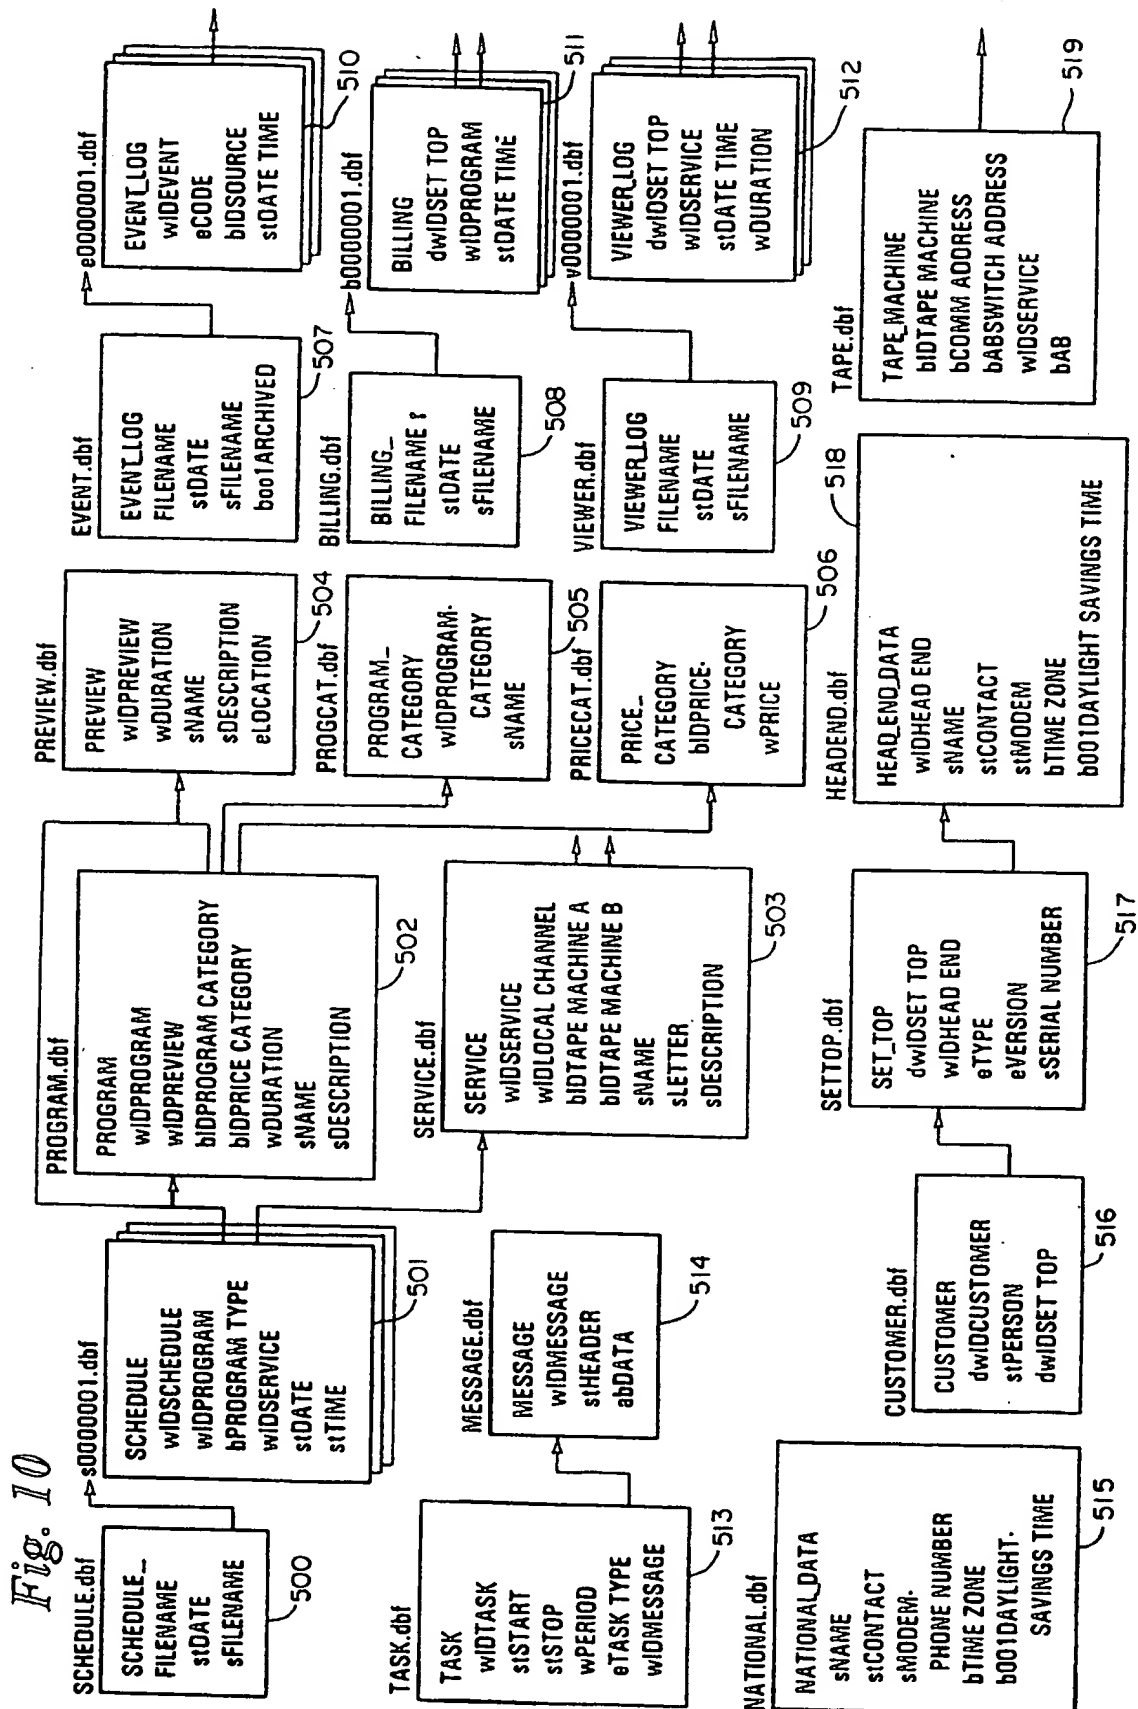 Fig. 10
SCHEDULE.dbf
SCHEDULE_
FILENAME
stDATE
sFILENAME
500
s0000001.dbf
SCHEDULE
wIDSCHEDULE
wIDPROGRAM
bPROGRAM TYPE
wIDSERVICE
stDATE
stTIME
501
PROGRAM.dbf
PROGRAM
wIDPROGRAM
wIDPREVIEW
bIDPROGRAM CATEGORY
bIDPRICE CATEGORY
wDURATION
sNAME
sDESCRIPTION
502
SERVICE.dbf
SERVICE
wIDSERVICE
wIDLOCAL CHANNEL
bIDTAPE MACHINE A
bIDTAPE MACHINE B
sNAME
sLETTER
sDESCRIPTION
503
PREVIEW.dbf
PREVIEW
wIDPREVIEW
wDURATION
sNAME
sDESCRIPTION
eLOCATION
504
PROGCAT.dbf
PROGRAM_
CATEGORY
wIDPROGRAM-
CATEGORY
sNAME
505
PRICECAT.dbf
PRICE_
CATEGORY
bIDPRICE-
CATEGORY
wPRICE
506
EVENT.dbf
EVENT_LOG
FILENAME
stDATE
sFILENAME
boo1ARCHIVED
507
BILLING.dbf
BILLING_
FILENAME ?
stDATE
sFILENAME
508
VIEWER.dbf
VIEWER_LOG
FILENAME
stDATE
sFILENAME
509
e0000001.dbf
EVENT_LOG
wIDEVENT
eCODE
bIDSOURCE
stDATE TIME
510
b0000001.dbf
BILLING
dwIDSET TOP
wIDPROGRAM
stDATE TIME
511
v0000001.dbf
VIEWER_LOG
dwIDSET TOP
wIDSERVICE
stDATE TIME
wDURATION
512
TASK.dbf
TASK
wIDTASK
stSTART
stSTOP
wPERIOD
eTASK TYPE
wIDMESSAGE
513
MESSAGE.dbf
MESSAGE
wIDMESSAGE
stHEADER
abDATA
514
NATIONAL.dbf
NATIONAL_DATA
sNAME
stCONTACT
sMODEM-
PHONE NUMBER
bTIME ZONE
b001DAYLIGHT-
SAVINGS TIME
515
CUSTOMER.dbf
CUSTOMER
dwIDCUSTOMER
stPERSON
dwIDSET TOP
516
SETTOP.dbf
SET_TOP
dwIDSET TOP
wIDHEAD END
eTYPE
eVERSION
sSERIAL NUMBER
517
HEADEND.dbf
HEAD_END_DATA
wIDHEAD END
sNAME
stCONTACT
stMODEM
bTIME ZONE
b001DAYLIGHT SAVINGS TIME
518
TAPE.dbf
TAPE_MACHINE
bIDTAPE MACHINE
bCOMM ADDRESS
bABSWITCH ADDRESS
wIDSERVICE
bAB
519